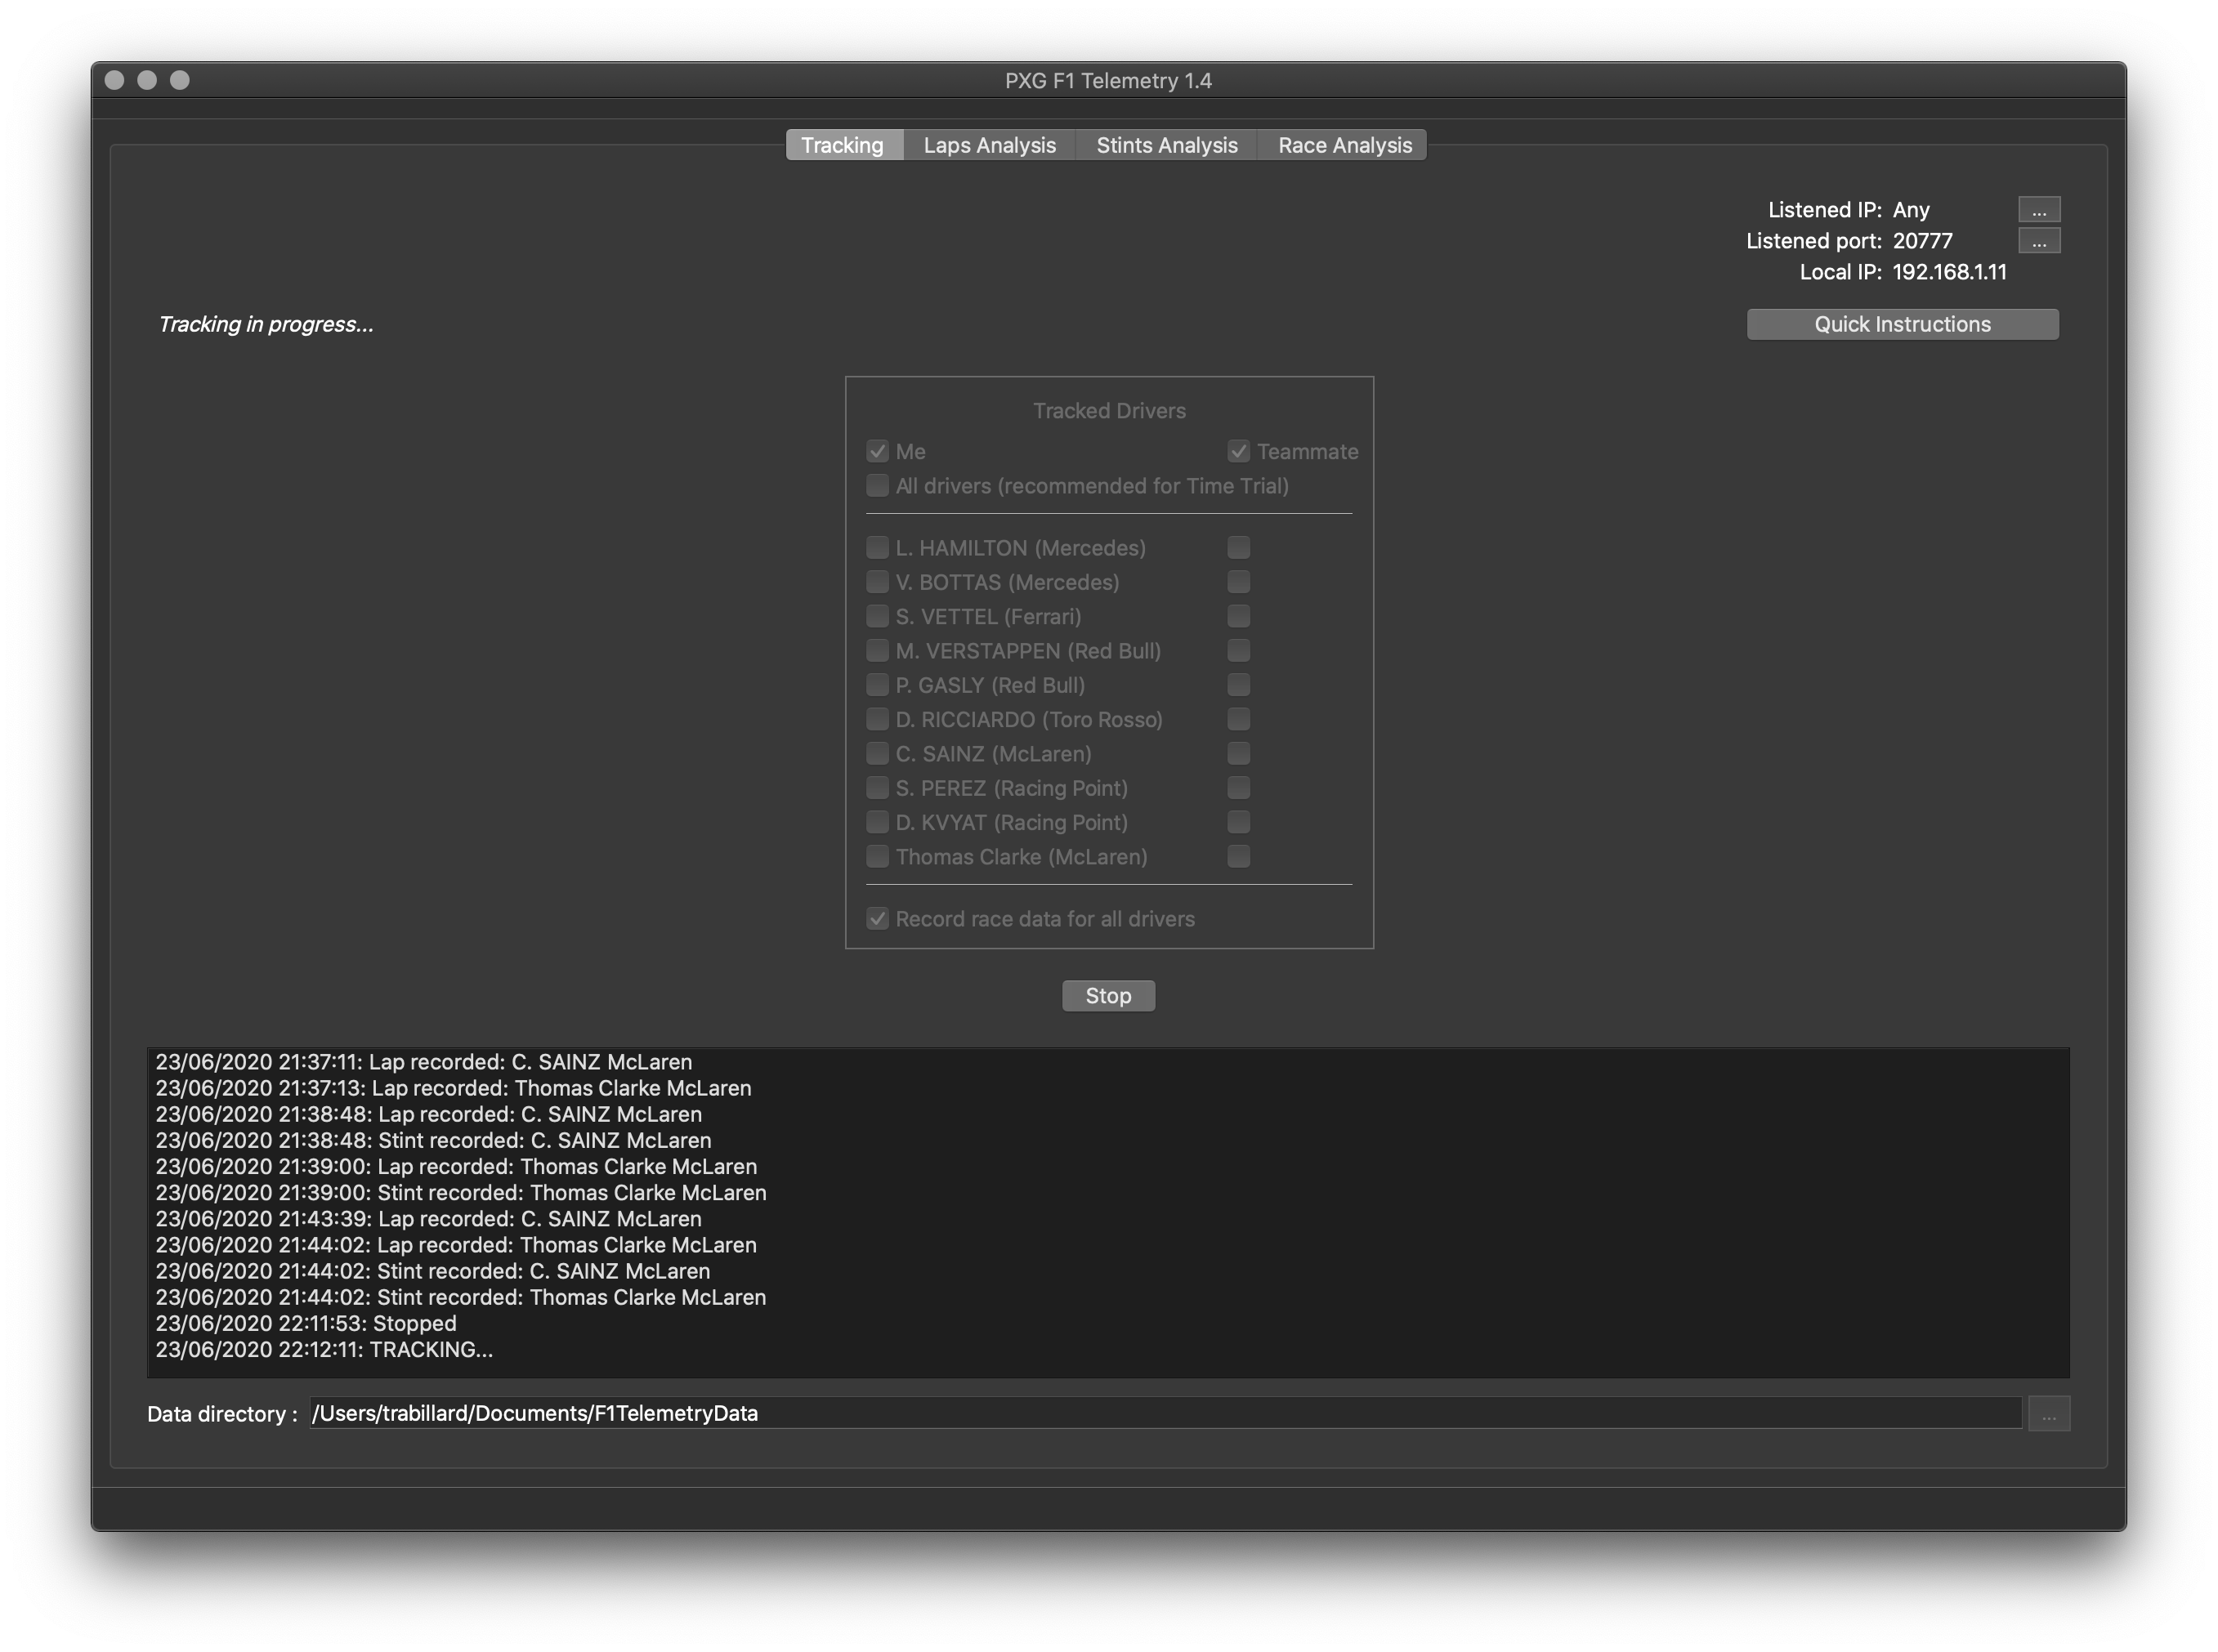 PXG F1 Telemetry 1.4
Tracking Laps Analysis Stints Analysis Race Analysis
Listened IP: Any ...
Listened port: 20777 ...
Local IP: 192.168.1.11
Tracking in progress... Quick Instructions
Tracked Drivers
Me Teammate
All drivers (recommended for Time Trial)
L. HAMILTON (Mercedes)
V. BOTTAS (Mercedes)
S. VETTEL (Ferrari)
M. VERSTAPPEN (Red Bull)
P. GASLY (Red Bull)
D. RICCIARDO (Toro Rosso)
C. SAINZ (McLaren)
S. PEREZ (Racing Point)
D. KVYAT (Racing Point)
Thomas Clarke (McLaren)
Record race data for all drivers
Stop
23/06/2020 21:37:11: Lap recorded: C. SAINZ McLaren
23/06/2020 21:37:13: Lap recorded: Thomas Clarke McLaren
23/06/2020 21:38:48: Lap recorded: C. SAINZ McLaren
23/06/2020 21:38:48: Stint recorded: C. SAINZ McLaren
23/06/2020 21:39:00: Lap recorded: Thomas Clarke McLaren
23/06/2020 21:39:00: Stint recorded: Thomas Clarke McLaren
23/06/2020 21:43:39: Lap recorded: C. SAINZ McLaren
23/06/2020 21:44:02: Lap recorded: Thomas Clarke McLaren
23/06/2020 21:44:02: Stint recorded: C. SAINZ McLaren
23/06/2020 21:44:02: Stint recorded: Thomas Clarke McLaren
23/06/2020 22:11:53: Stopped
23/06/2020 22:12:11: TRACKING...
Data directory : /Users/trabillard/Documents/F1TelemetryData ...